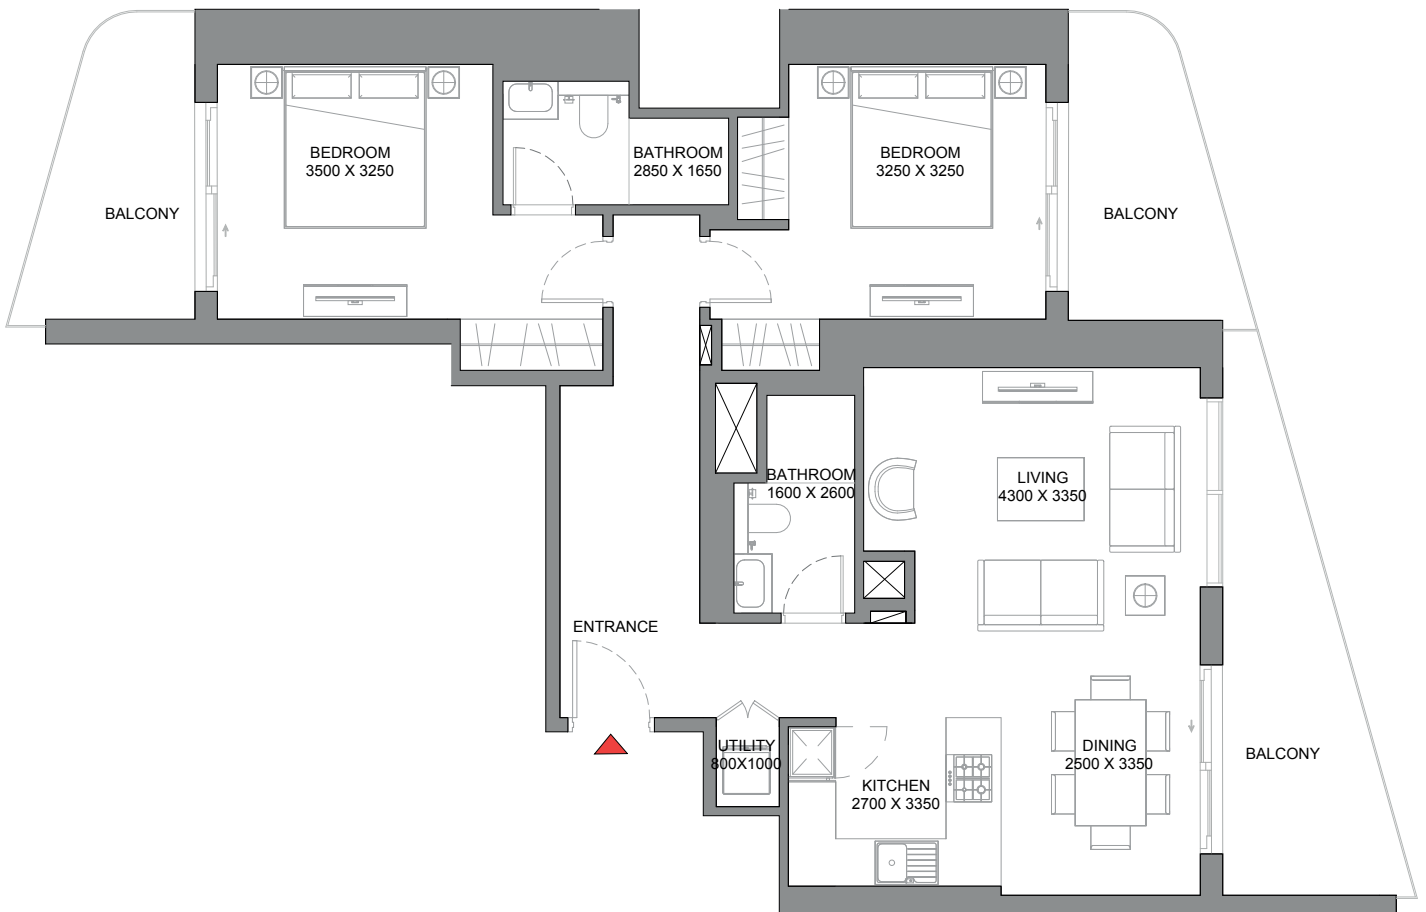 BEDROOM
3500 X 3250
BATHROOM
2850 X 1650
BEDROOM
3250 X 3250
BALCONY
BALCONY
BATHROOM
1600 X 2600
LIVING
4300 X 3350
ENTRANCE
UTILITY
800X1000
DINING
2500 X 3350
BALCONY
KITCHEN
2700 X 3350